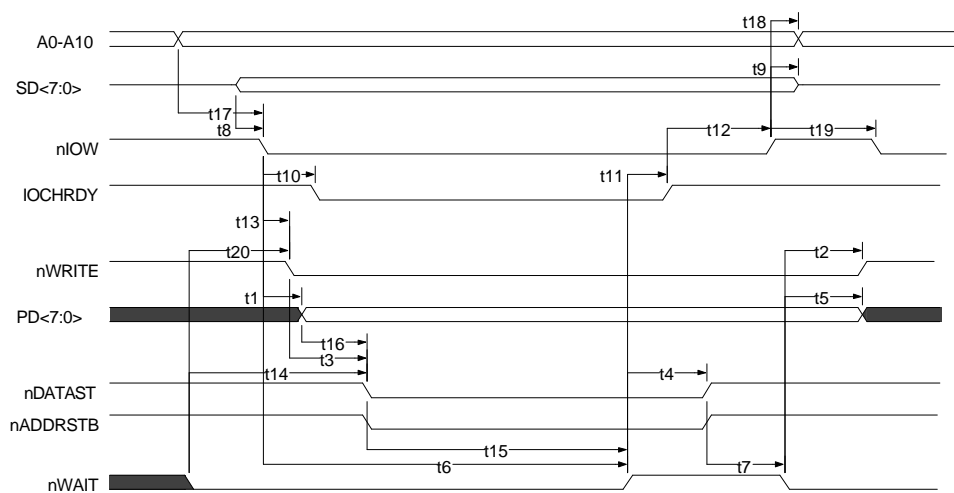 t18
A0-A10
t9
SD<7:0>
t17
t8
t12
t19
nIOW
t10
t11
IOCHRDY
t13
t20
t2
nWRITE
t1
t5
PD<7:0>
t16
t3
t14
t4
nDATAST
nADDRSTB
t15
t6
t7
nWAIT